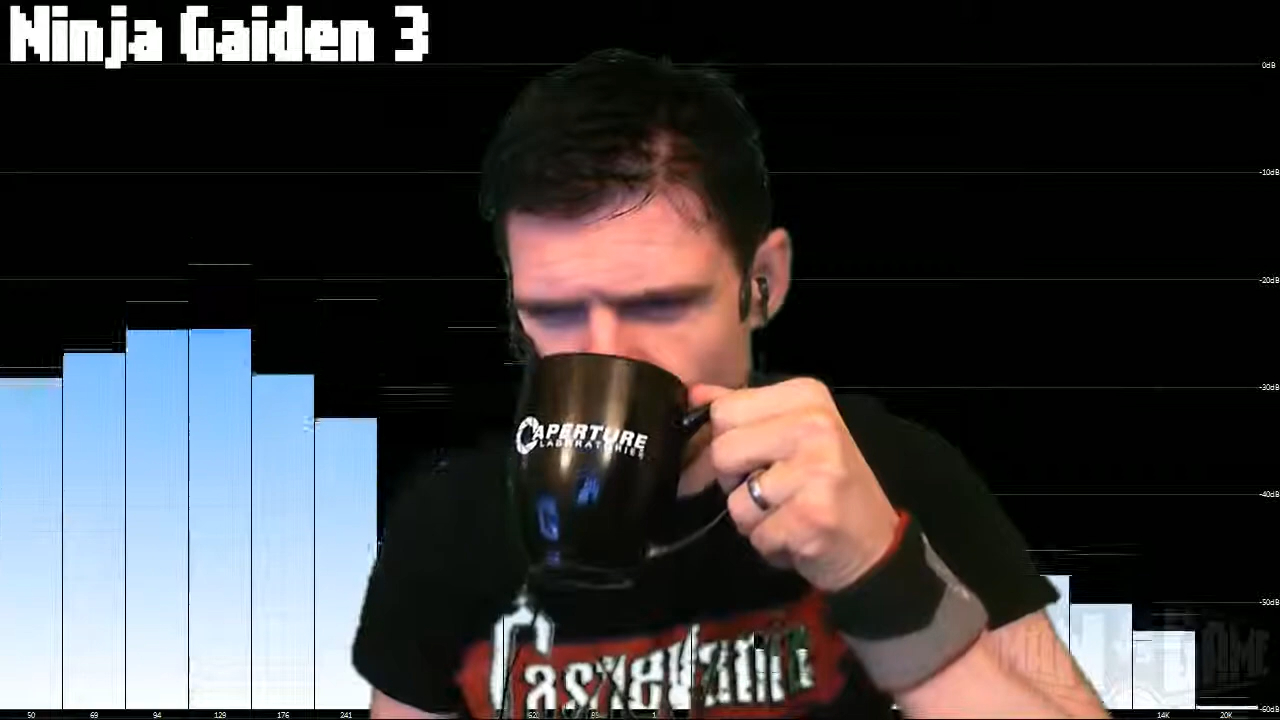 Ninja Gaiden 3
0dB
-10dB
-20dB
-30dB
-40dB
-50dB
-60dB
APERTURE
LABORATORIES
Castlevania
50 69 94 129 176 241 14K 20K